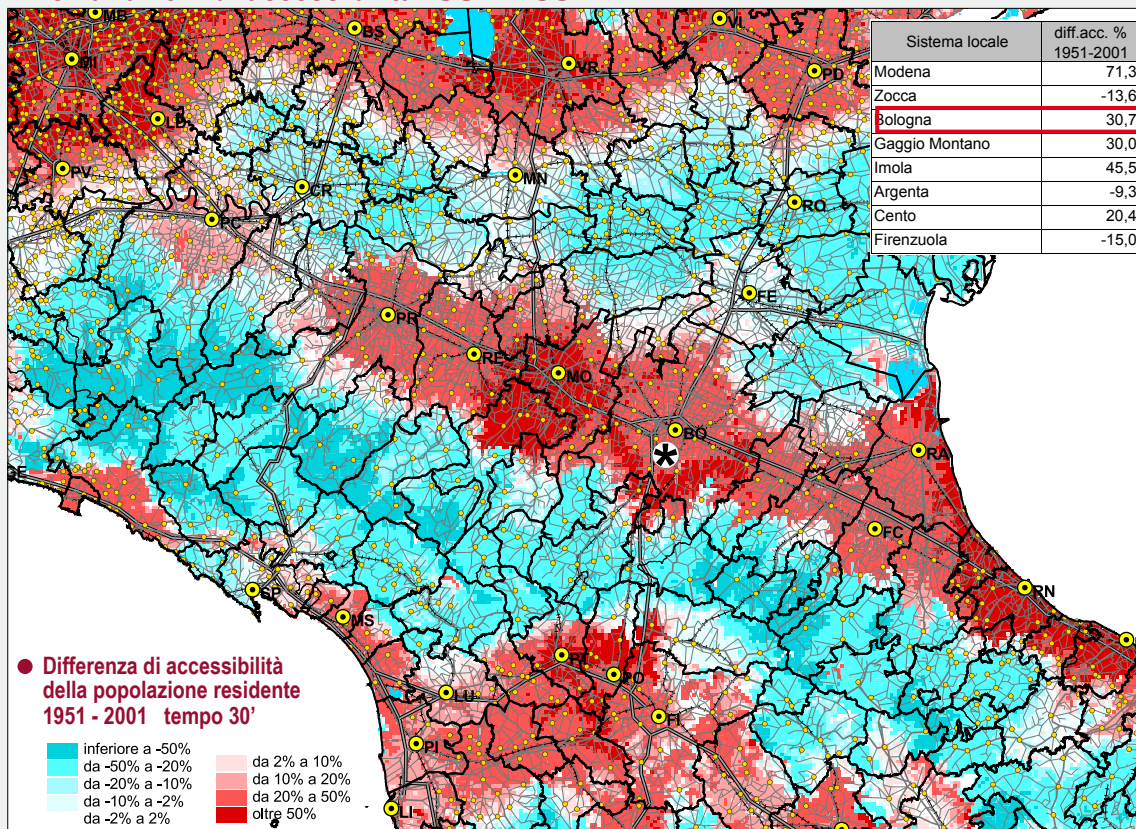 Sistema locale diff.acc. % 1951-2001
Modena 71,3
Zocca -13,6
Bologna 30,7
Gaggio Montano 30,0
Imola 45,5
Argenta -9,3
Cento 20,4
Firenzuola -15,0
MB
BS
VI
MI
VR
PD
PV
CR
MN
RO
FE
PR
RE
MO
BO
*
RA
FC
RN
SP
MS
PO
LU
FI
PI
LI
Differenza di accessibilità
della popolazione residente
1951 - 2001 tempo 30'
inferiore a -50%
da -50% a -20%
da -20% a -10%
da -10% a -2%
da -2% a 2%
da 2% a 10%
da 10% a 20%
da 20% a 50%
oltre 50%